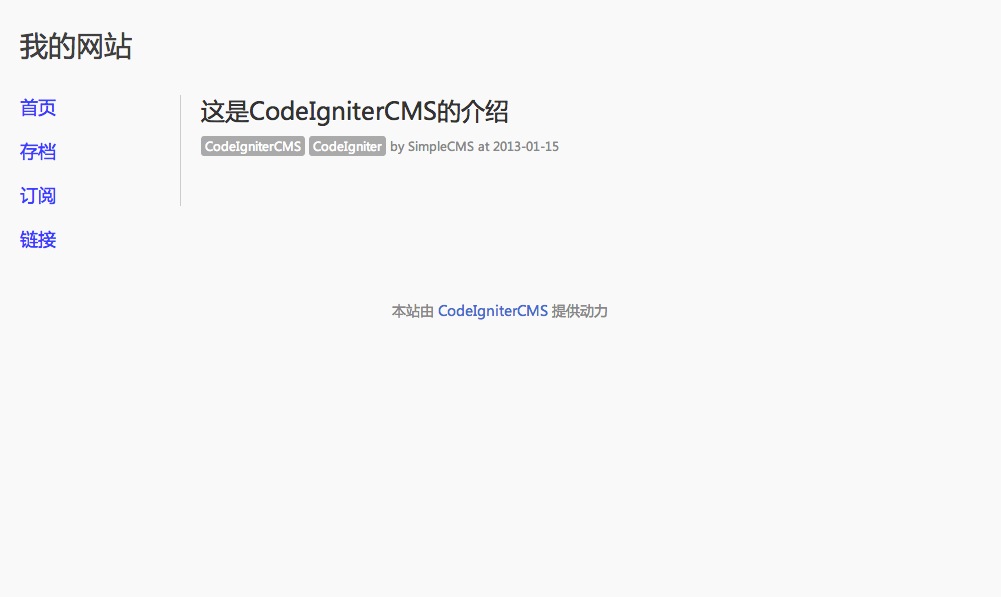 我的网站
首页
存档
订阅
链接
这是CodeIgniterCMS的介绍
CodeIgniterCMS CodeIgniter by SimpleCMS at 2013-01-15
本站由 CodeIgniterCMS 提供动力